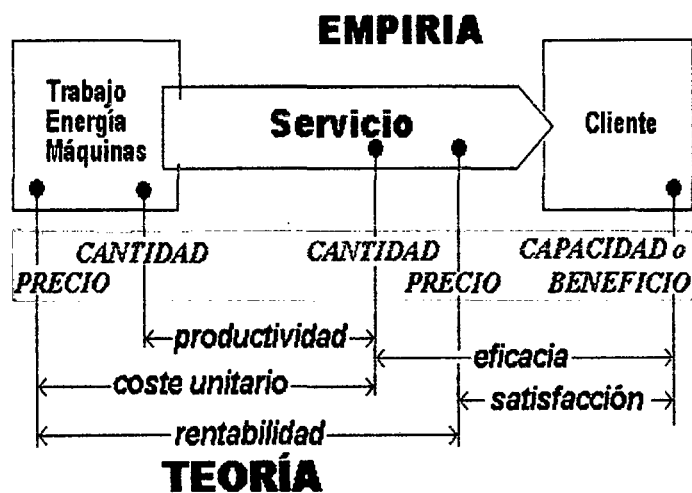 EMPIRIA
Trabajo
Energía
Máquinas
Servicio
Cliente
CANTIDAD
CANTIDAD
CAPACIDAD o
PRECIO
PRECIO
BENEFICIO
productividad
eficacia
coste unitario
satisfacción
rentabilidad
TEORÍA